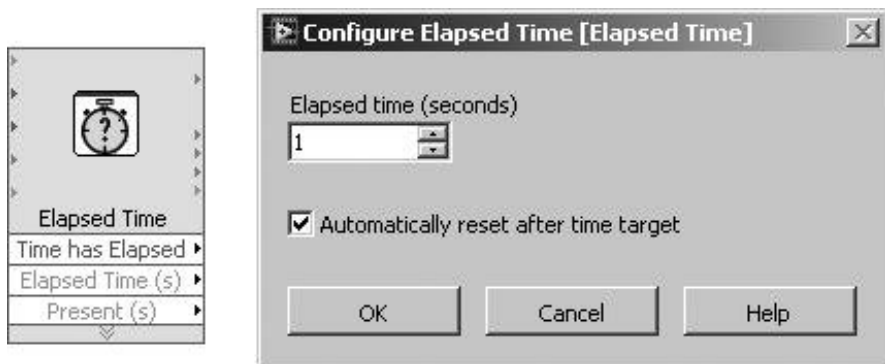 Elapsed Time
Time has Elapsed
Elapsed Time (s)
Present (s)
Configure Elapsed Time [Elapsed Time]
Elapsed time (seconds)
1
Automatically reset after time target
OK
Cancel
Help